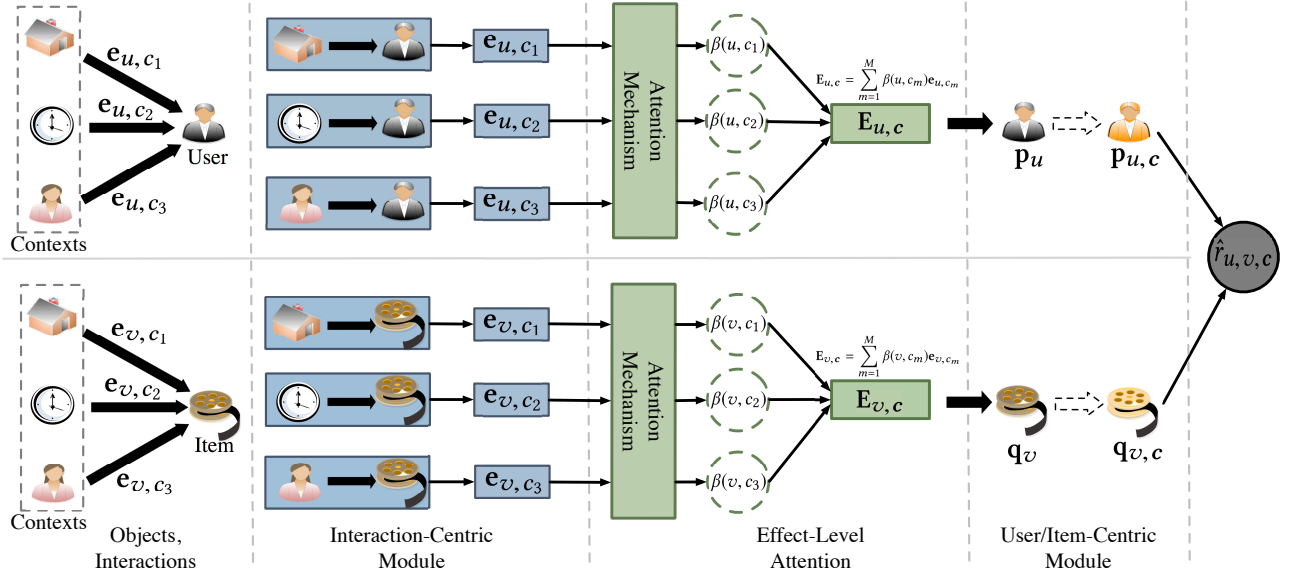 e_{u,c_1}
e_{u,c_2}
User
e_{u,c_3}
Contexts
e_{u,c_1}
e_{u,c_2}
e_{u,c_3}
Attention
Mechanism
β(u,c_1)
β(u,c_2)
β(u,c_3)
E_{u,c} = \sum_{m=1}^{M} β(u,c_m)e_{u,c_m}
E_{u,c}
p_u
p_{u,c}
\hat{r}_{u,v,c}
e_{v,c_1}
e_{v,c_2}
Item
e_{v,c_3}
Contexts
e_{v,c_1}
e_{v,c_2}
e_{v,c_3}
Attention
Mechanism
β(v,c_1)
β(v,c_2)
β(v,c_3)
E_{v,c} = \sum_{m=1}^{M} β(v,c_m)e_{v,c_m}
E_{v,c}
q_v
q_{v,c}
Objects,
Interactions
Interaction-Centric
Module
Effect-Level
Attention
User/Item-Centric
Module